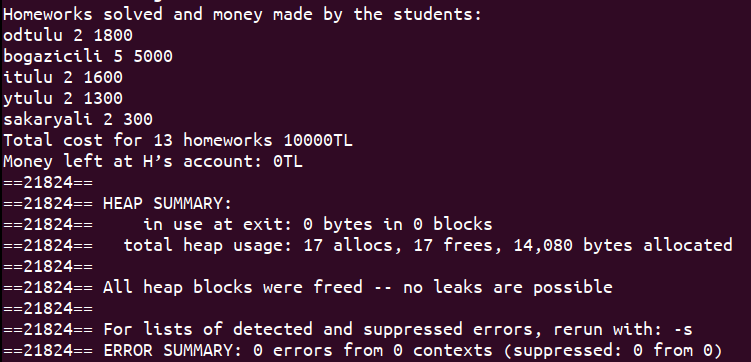 Homeworks solved and money made by the students:
odtulu 2 1800
bogazicili 5 5000
itulu 2 1600
ytulu 2 1300
sakaryali 2 300
Total cost for 13 homeworks 10000TL
Money left at H’s account: 0TL
==21824==
==21824== HEAP SUMMARY:
==21824==     in use at exit: 0 bytes in 0 blocks
==21824==   total heap usage: 17 allocs, 17 frees, 14,080 bytes allocated
==21824==
==21824== All heap blocks were freed -- no leaks are possible
==21824==
==21824== For lists of detected and suppressed errors, rerun with: -s
==21824== ERROR SUMMARY: 0 errors from 0 contexts (suppressed: 0 from 0)